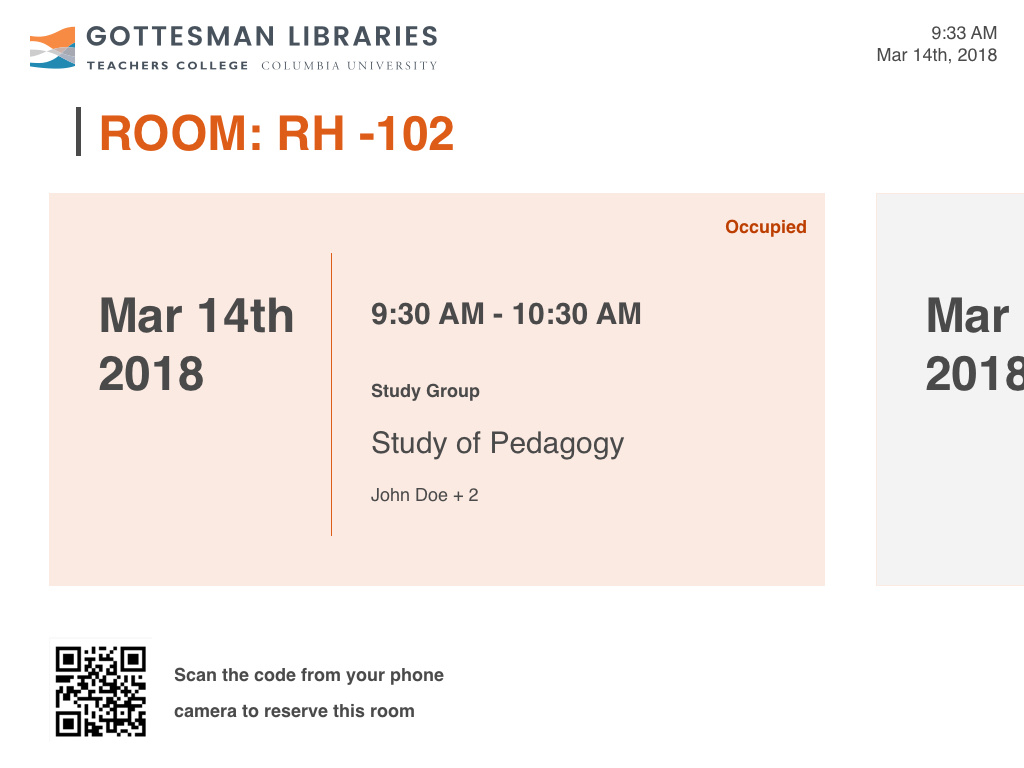 GOTTESMAN LIBRARIES
TEACHERS COLLEGE COLUMBIA UNIVERSITY
9:33 AM
Mar 14th, 2018
ROOM: RH -102
Occupied
Mar 14th
2018
9:30 AM - 10:30 AM
Study Group
Study of Pedagogy
John Doe + 2
Mar
2018
Scan the code from your phone
camera to reserve this room